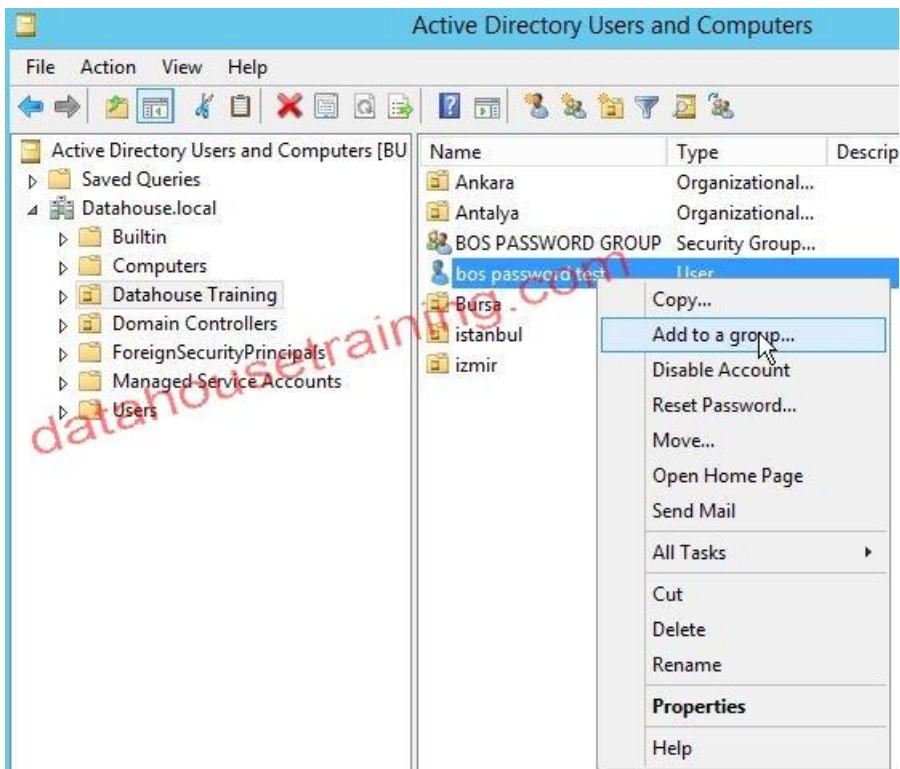 Active Directory Users and Computers
File Action View Help
Active Directory Users and Computers [BU
Saved Queries
Datahouse.local
Builtin
Computers
Datahouse Training
Domain Controllers
ForeignSecurityPrincipals
Managed Service Accounts
Users
Name Type Descrip
Ankara Organizational...
Antalya Organizational...
BOS PASSWORD GROUP Security Group...
bos password test User
Bursa
istanbul
izmir
Copy...
Add to a group...
Disable Account
Reset Password...
Move...
Open Home Page
Send Mail
All Tasks
Cut
Delete
Rename
Properties
Help
datahousetraining.com